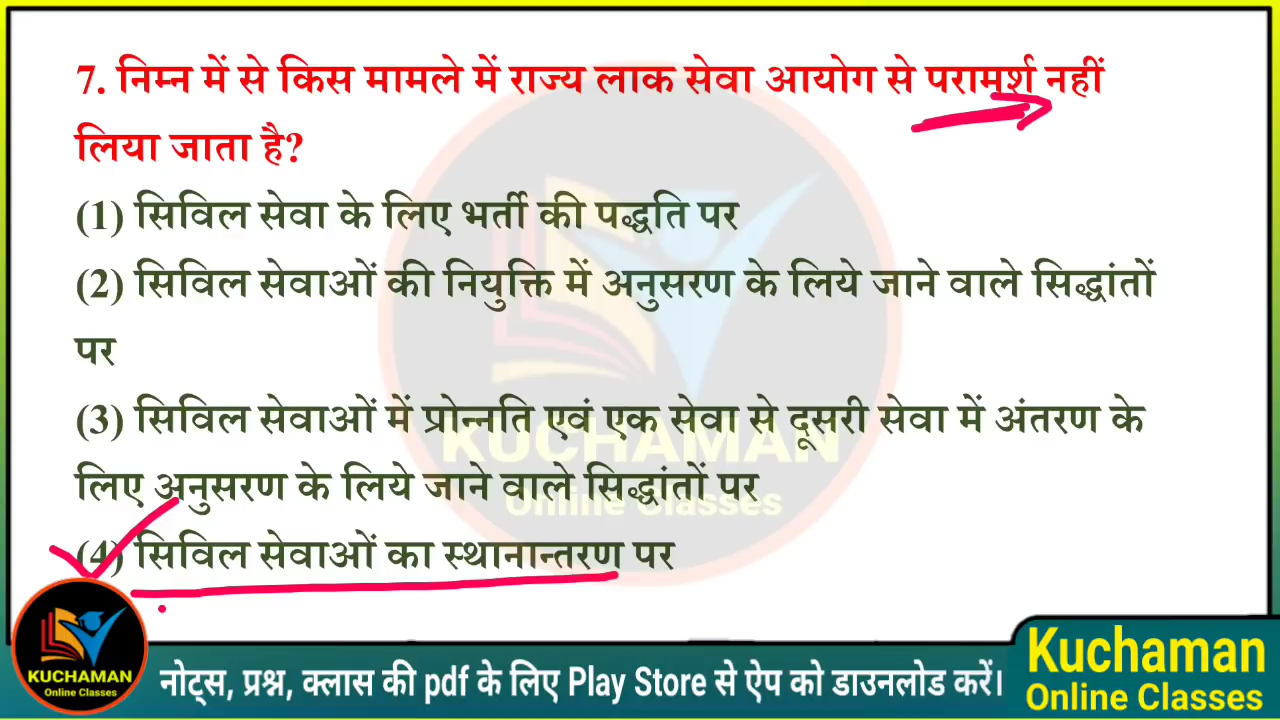 7. निम्न में से किस मामले में राज्य लाक सेवा आयोग से परामर्श नहीं
लिया जाता है?
(1) सिविल सेवा के लिए भर्ती की पद्धति पर
(2) सिविल सेवाओं की नियुक्ति में अनुसरण के लिये जाने वाले सिद्धांतों
पर
(3) सिविल सेवाओं में प्रोन्नति एवं एक सेवा से दूसरी सेवा में अंतरण के
लिए अनुसरण के लिये जाने वाले सिद्धांतों पर
(4) सिविल सेवाओं का स्थानान्तरण पर
KUCHAMAN
Online Classes
KUCHAMAN
Online Classes
नोट्स, प्रश्न, क्लास की pdf के लिए Play Store से ऐप को डाउनलोड करें।
Kuchaman
Online Classes